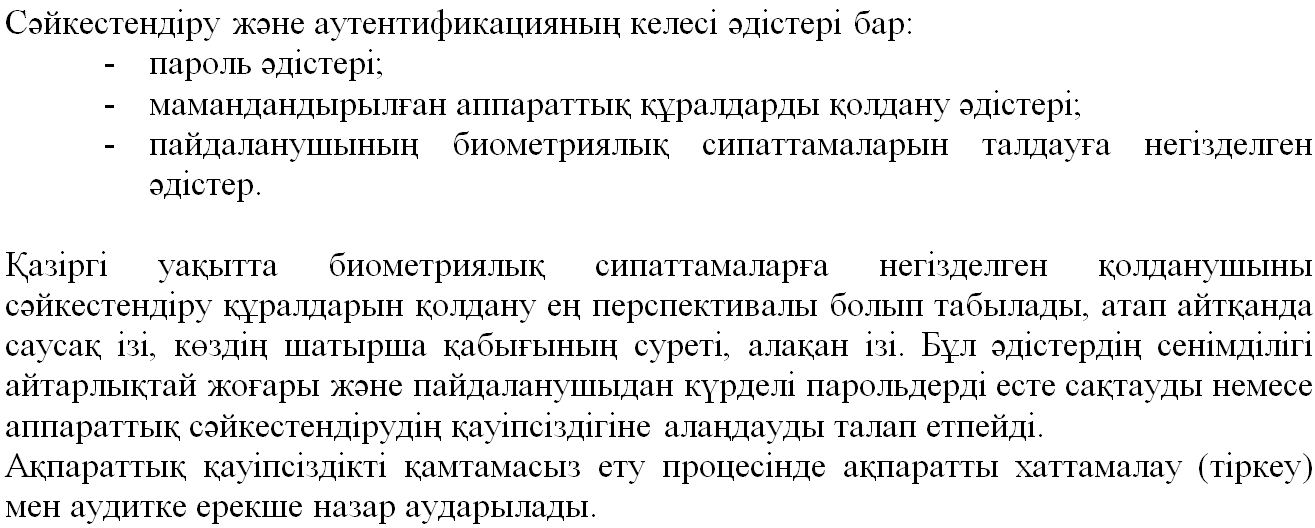 Сәйкестендіру және аутентификацияның келесі әдістері бар:
- пароль әдістері;
- мамандандырылған аппараттық құралдарды қолдану әдістері;
- пайдаланушының биометриялық сипаттамаларын талдауға негізделген
әдістер.
Қазіргі уақытта биометриялық сипаттамаларға негізделген қолданушыны
сәйкестендіру құралдарын қолдану ең перспективалы болып табылады, атап айтқанда
саусақ ізі, көздің шатырша қабығының суреті, алақан ізі. Бұл әдістердің сенімділігі
айтарлықтай жоғары және пайдаланушыдан күрделі парольдерді есте сақтауды немесе
аппараттық сәйкестендірудің қауіпсіздігіне алаңдауды талап етпейді.
Ақпараттық қауіпсіздікті қамтамасыз ету процесінде ақпаратты хаттамалау (тіркеу)
мен аудитке ерекше назар аударылады.